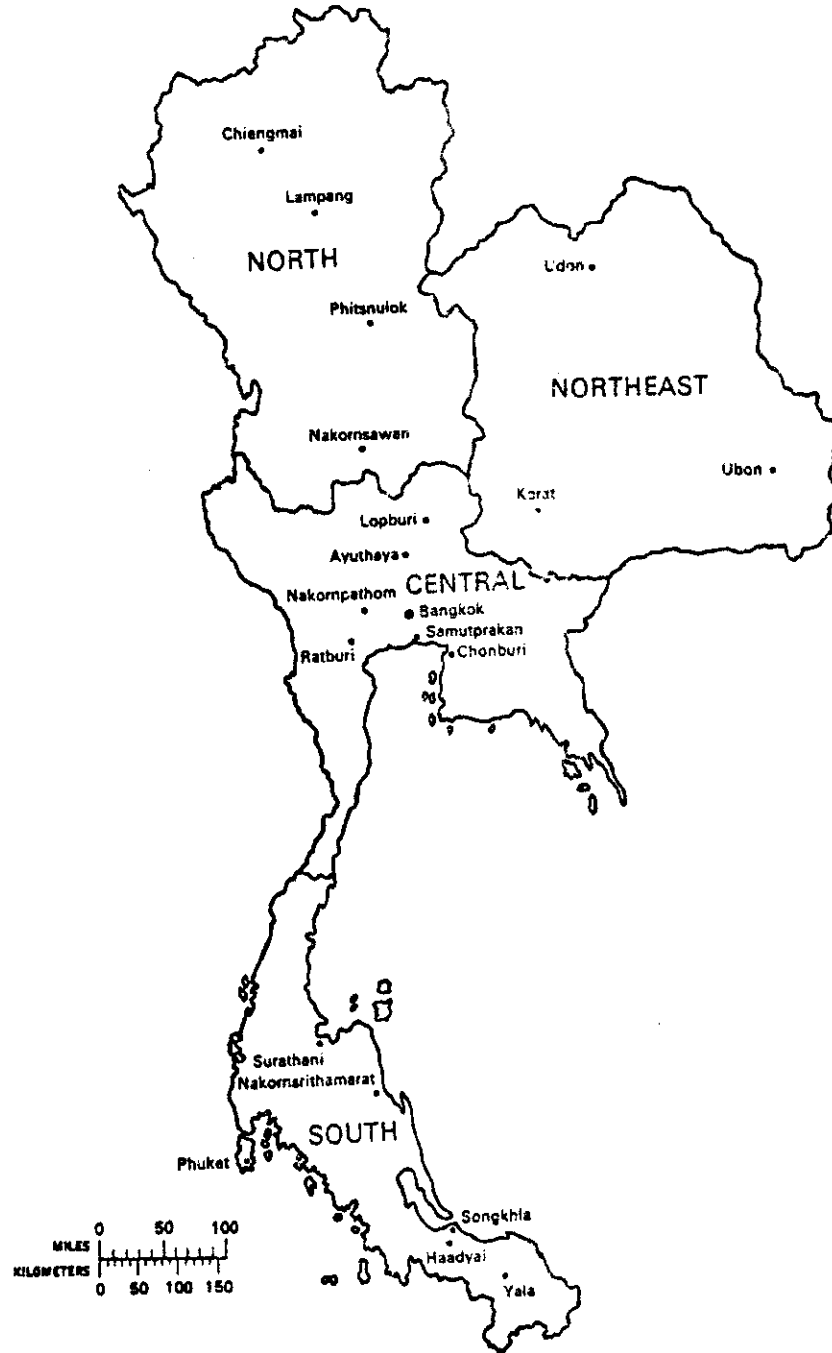 Chiengmai
Lampang
NORTH
Udon
Phitsnulok
NORTHEAST
Nakornsawan
Ubon
Korat
Lopburi
Ayuthaya
CENTRAL
Nakornpathom
Bangkok
Samutprakan
Ratburi
Chonburi
Surathani
Nakornarithamarat
SOUTH
Phuket
Songkhla
0 50 100
MILES
Haadyai
KILOMETERS
0 50 100 150
Yala